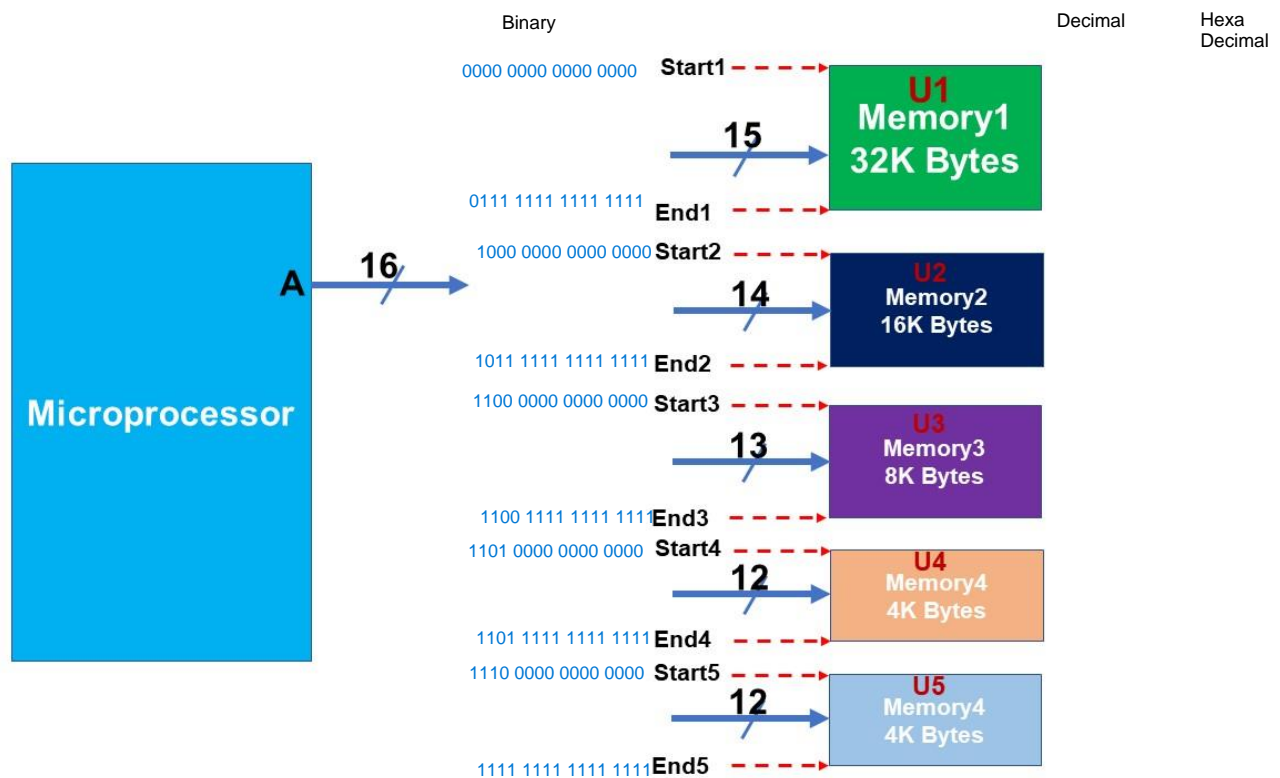 Binary
Decimal
Hexa
Decimal
0000 0000 0000 0000
Start1
U1
Memory1
32K Bytes
15
0111 1111 1111 1111
End1
1000 0000 0000 0000
Start2
A
16
U2
Memory2
16K Bytes
14
1011 1111 1111 1111
End2
1100 0000 0000 0000
Start3
Microprocessor
U3
Memory3
8K Bytes
13
1100 1111 1111 1111
End3
1101 0000 0000 0000
Start4
U4
Memory4
4K Bytes
12
1101 1111 1111 1111
End4
1110 0000 0000 0000
Start5
U5
Memory4
4K Bytes
12
1111 1111 1111 1111
End5